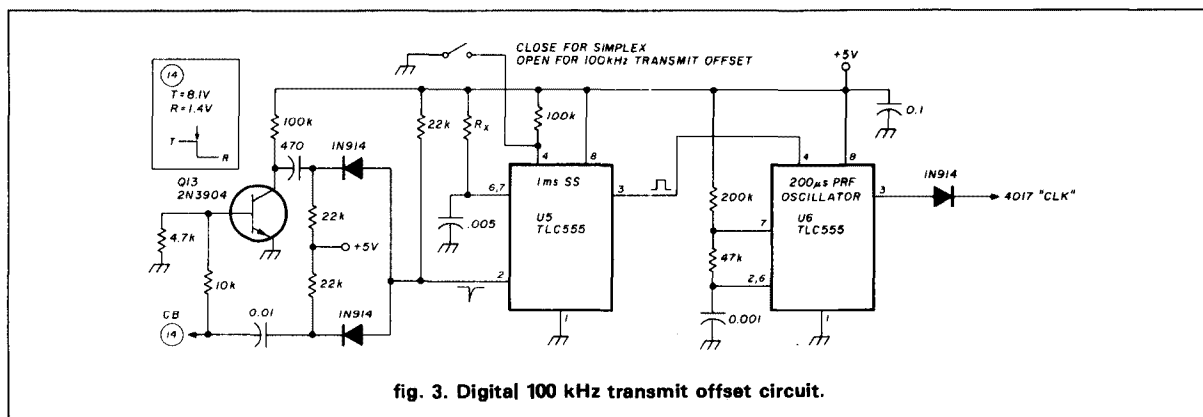 14
T=8.1V
R=1.4V
T
R
CLOSE FOR SIMPLEX
OPEN FOR 100kHz TRANSMIT OFFSET
+5V
0.1
100k
470
1N914
22k
Rx
100k
4
8
4
8
Q13
2N3904
6,7
1ms SS
3
200µs PRF
OSCILLATOR
3
1N914
4017 "CLK"
200k
22k
.005
U5
TLC555
U6
TLC555
7
4.7k
+5V
47k
10k
22k
2
2,6
CB
14
0.01
1N914
1
0.001
1
fig. 3. Digital 100 kHz transmit offset circuit.